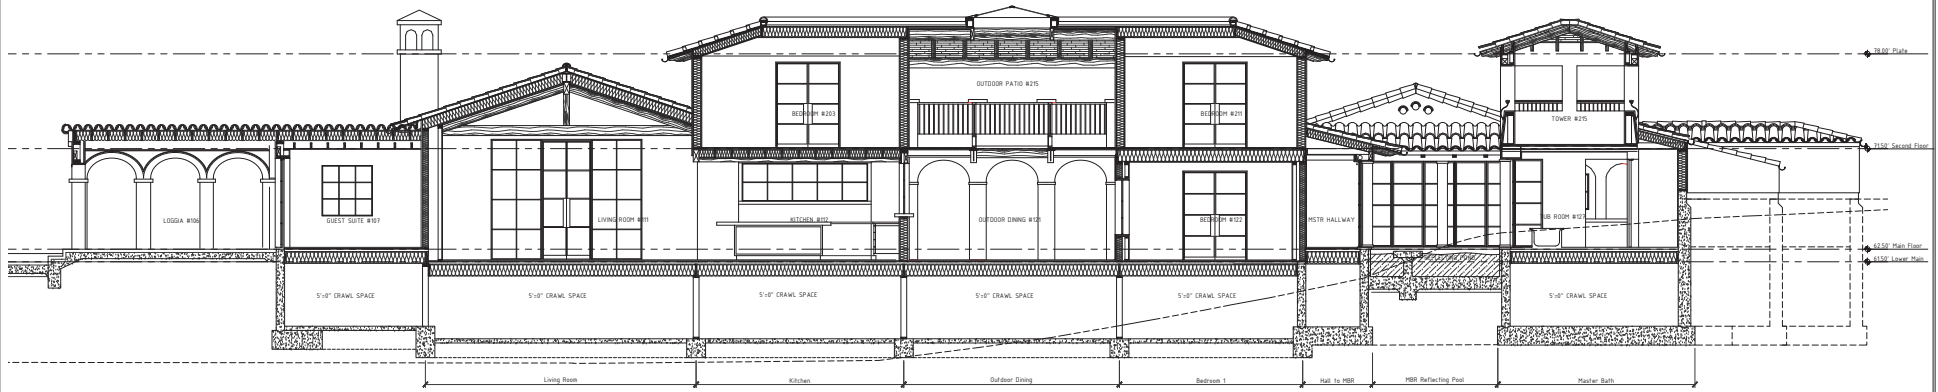 78.00' Plate
OUTDOOR PATIO #215
BEDROOM #203
BEDROOM #211
TOWER #215
71.50' Second Floor
LOGGIA #106
GUEST SUITE #107
LIVING ROOM #111
KITCHEN #112
OUTDOOR DINING #121
BEDROOM #122
MSTR HALLWAY
TUB ROOM #127
62.50' Main Floor
61.50' Lower Main
5'±0" CRAWL SPACE
5'±0" CRAWL SPACE
5'±0" CRAWL SPACE
5'±0" CRAWL SPACE
5'±0" CRAWL SPACE
5'±0" CRAWL SPACE
Living Room
Kitchen
Outdoor Dining
Bedroom 1
Hall to MBR
MBR Reflecting Pool
Master Bath